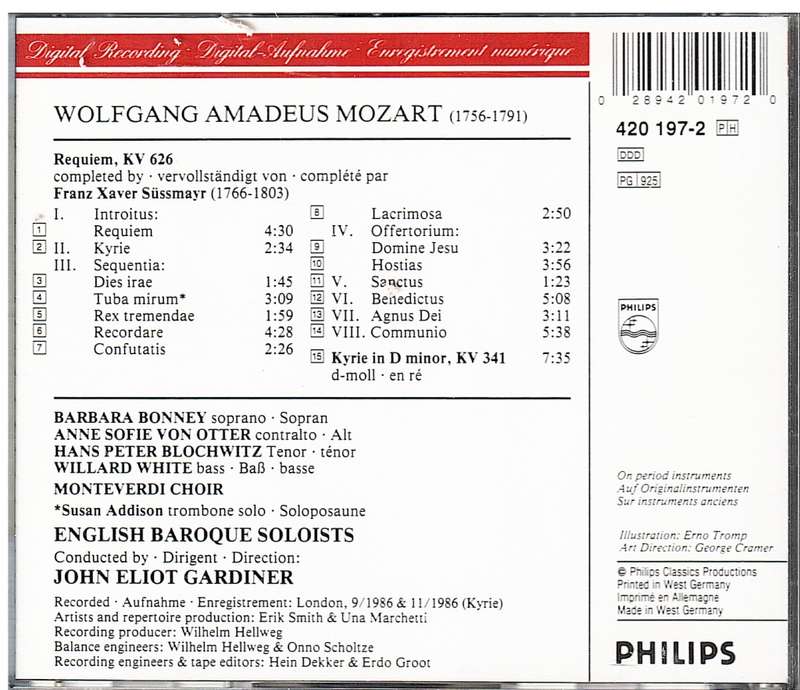 Digital Recording · Digital-Aufnahme · Enregistrement numérique
WOLFGANG AMADEUS MOZART (1756-1791)
Requiem, KV 626
completed by · vervollständigt von · complété par
Franz Xaver Süssmayr (1766-1803)
I. Introitus:
1 Requiem 4:30
2 II. Kyrie 2:34
III. Sequentia:
3 Dies irae 1:45
4 Tuba mirum* 3:09
5 Rex tremendae 1:59
6 Recordare 4:28
7 Confutatis 2:26
8 Lacrimosa 2:50
IV. Offertorium:
9 Domine Jesu 3:22
10 Hostias 3:56
11 V. Sanctus 1:23
12 VI. Benedictus 5:08
13 VII. Agnus Dei 3:11
14 VIII. Communio 5:38
15 Kyrie in D minor, KV 341 7:35
d-moll · en ré
BARBARA BONNEY soprano · Sopran
ANNE SOFIE VON OTTER contralto · Alt
HANS PETER BLOCHWITZ Tenor · ténor
WILLARD WHITE bass · Baß · basse
MONTEVERDI CHOIR
*Susan Addison trombone solo · Soloposaune
ENGLISH BAROQUE SOLOISTS
Conducted by · Dirigent · Direction:
JOHN ELIOT GARDINER
Recorded · Aufnahme · Enregistrement: London, 9/1986 & 11/1986 (Kyrie)
Artists and repertoire production: Erik Smith & Una Marchetti
Recording producer: Wilhelm Hellweg
Balance engineers: Wilhelm Hellweg & Onno Scholtze
Recording engineers & tape editors: Hein Dekker & Erdo Groot
0 28942 01972 0
420 197-2 PH
DDD
PG 925
PHILIPS
On period instruments
Auf Originalinstrumenten
Sur instruments anciens
Illustration: Erno Tromp
Art Direction: George Cramer
℗ Philips Classics Productions
Printed in West Germany
Imprimé en Allemagne
Made in West Germany
PHILIPS